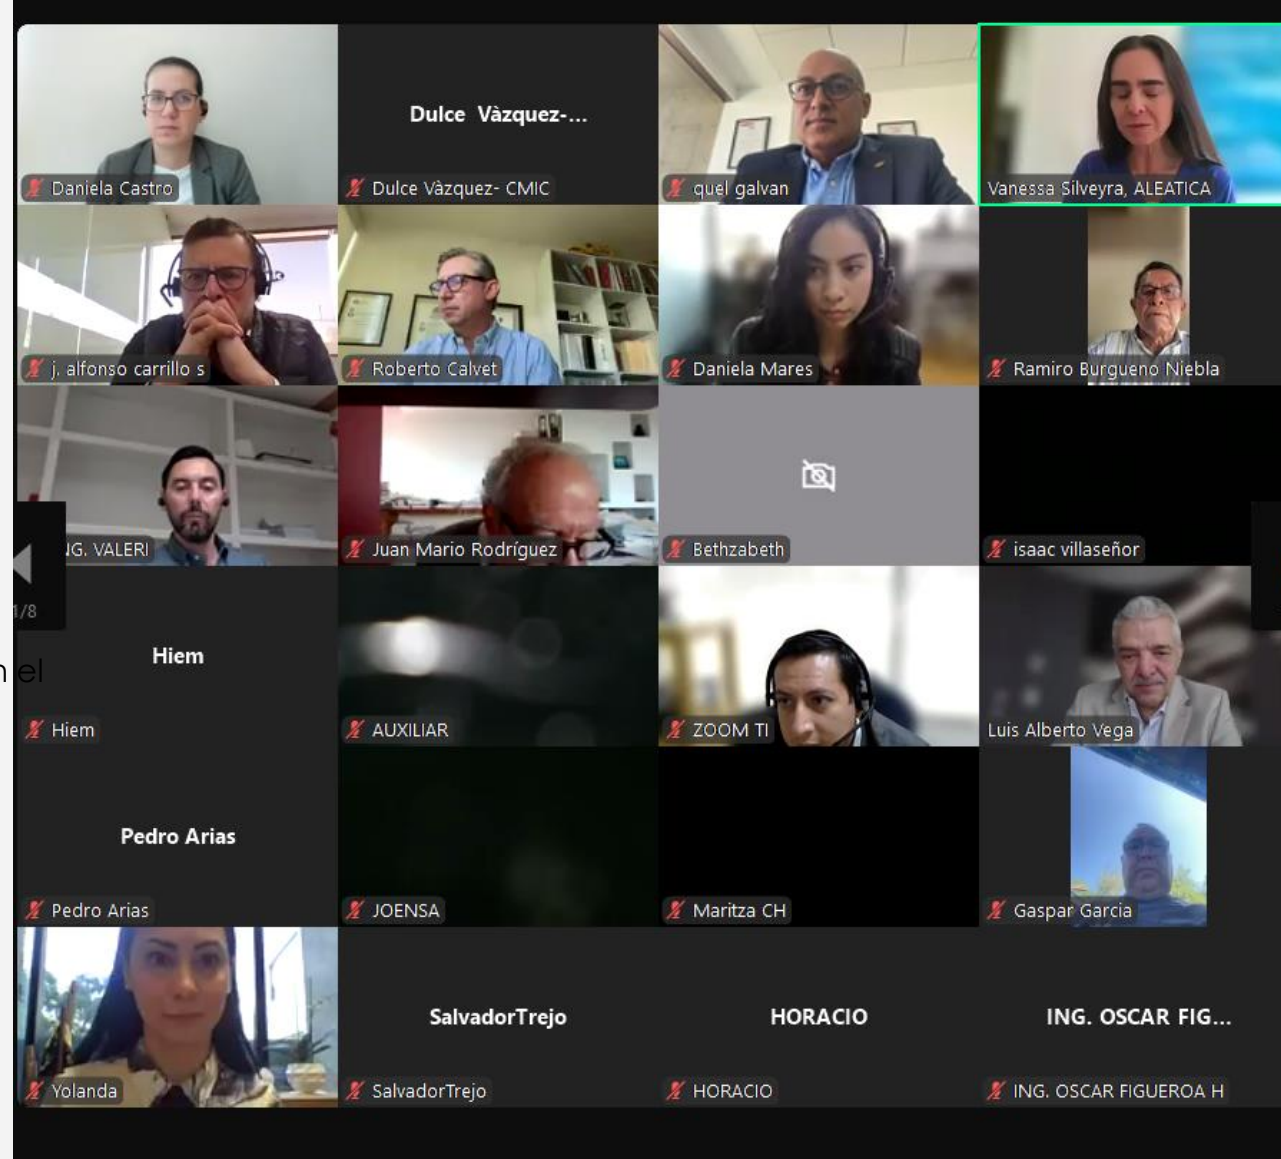 Daniela Castro
Dulce Vàzquez-...
Dulce Vàzquez- CMIC
quel galvan
Vanessa Silveyra, ALEATICA
j. alfonso carrillo s
Roberto Calvet
Daniela Mares
Ramiro Burgueno Niebla
NG. VALERI
Juan Mario Rodríguez
Bethzabeth
isaac villaseñor
1/8
Hiem
n el
Hiem
AUXILIAR
ZOOM TI
Luis Alberto Vega
Pedro Arias
Pedro Arias
JOENSA
Maritza CH
Gaspar Garcia
Yolanda
SalvadorTrejo
SalvadorTrejo
HORACIO
HORACIO
ING. OSCAR FIG...
ING. OSCAR FIGUEROA H